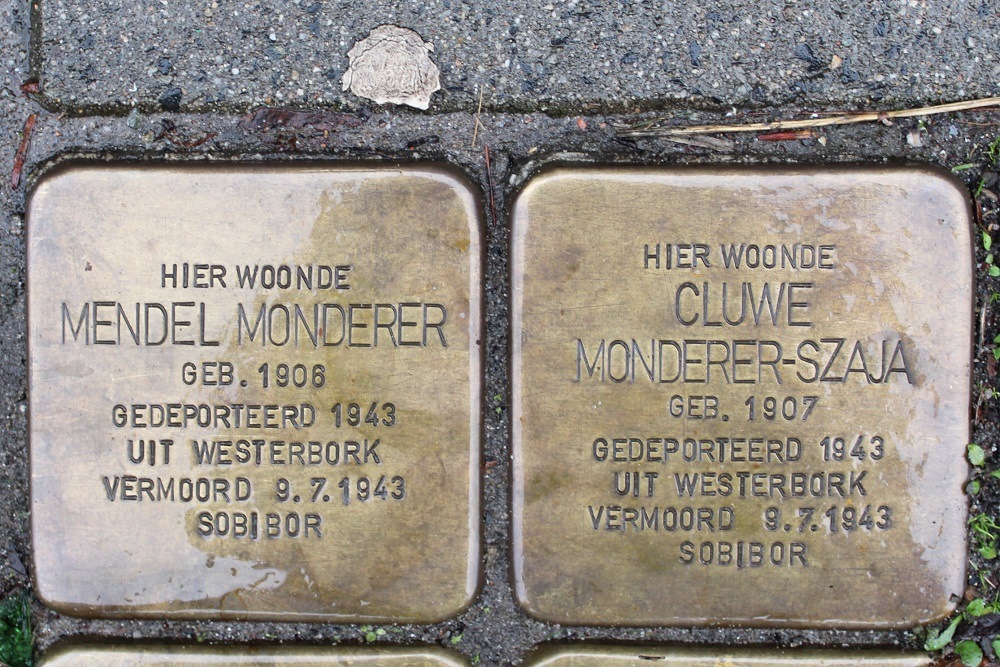 HIER WOONDE
MENDEL MONDERER
GEB. 1906
GEDEPORTEERD 1943
UIT WESTERBORK
VERMOORD 9.7.1943
SOBIBOR
HIER WOONDE
CLUWE
MONDERER-SZAJA
GEB. 1907
GEDEPORTEERD 1943
UIT WESTERBORK
VERMOORD 9.7.1943
SOBIBOR